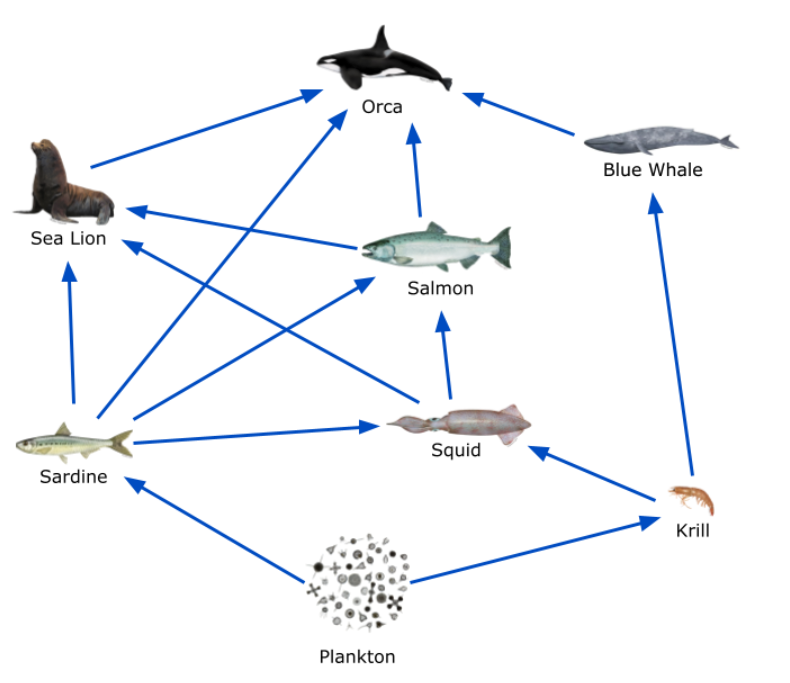 Orca
Blue Whale
Sea Lion
Salmon
Squid
Sardine
Krill
Plankton